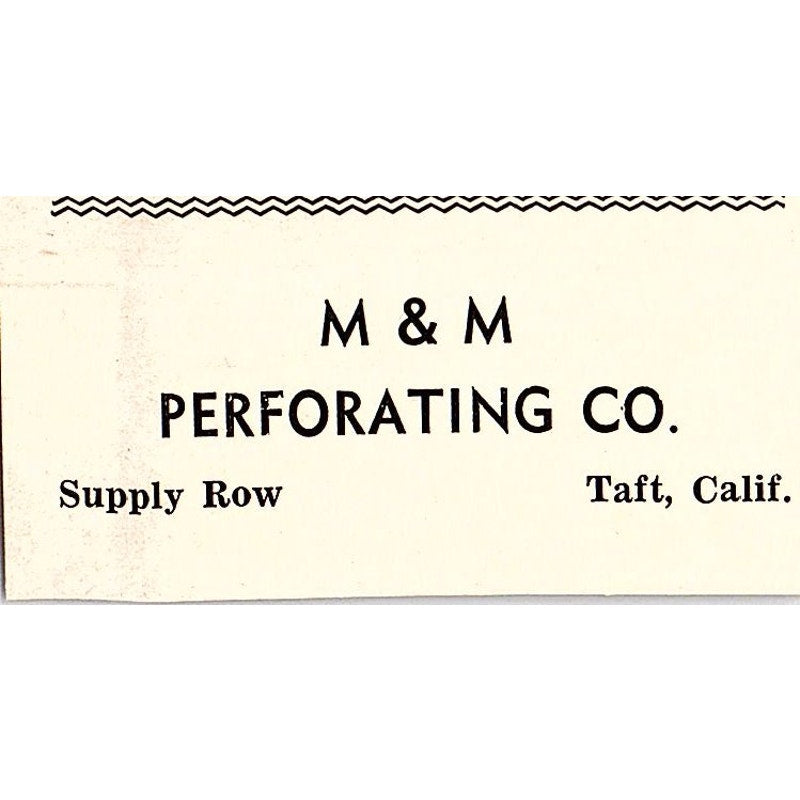 M & M
PERFORATING CO.
Supply Row Taft, Calif.